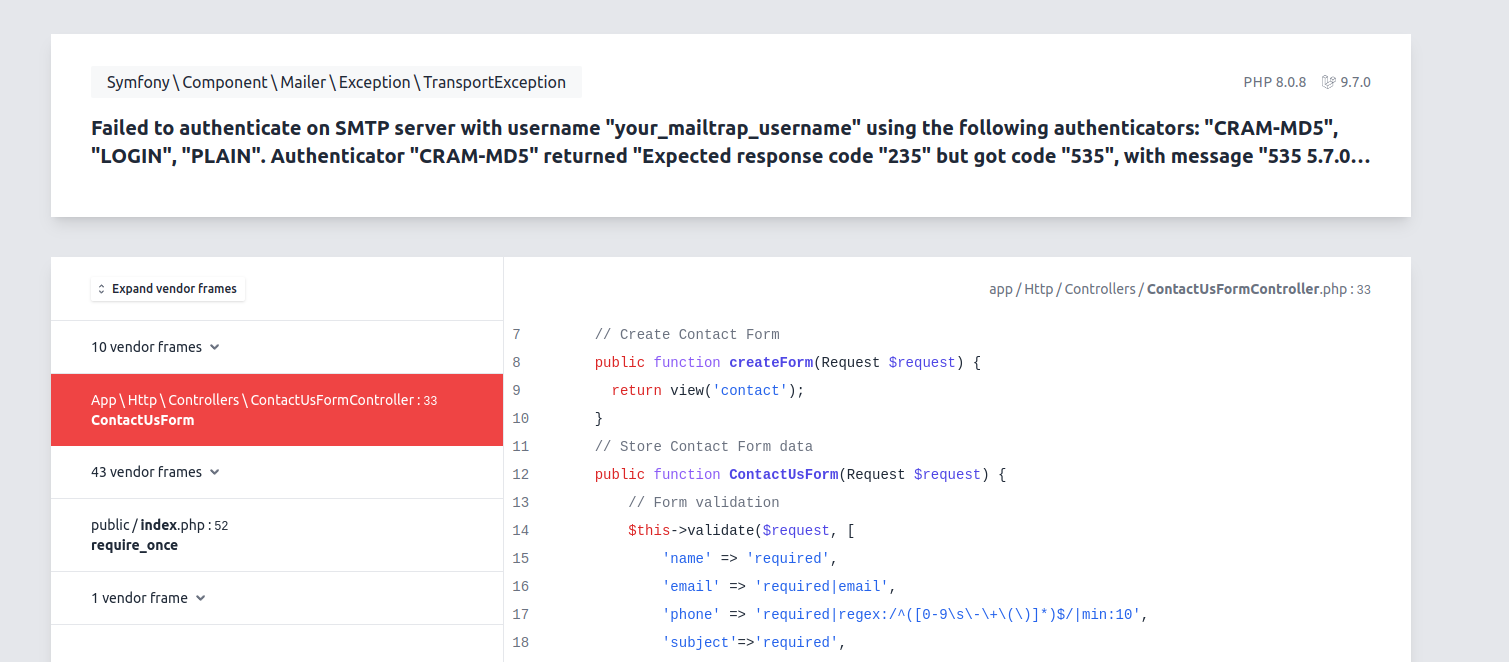 Symfony\Component\Mailer\Exception\TransportException
PHP 8.0.8 9.7.0
Failed to authenticate on SMTP server with username "your_mailtrap_username" using the following authenticators: "CRAM-MD5",
"LOGIN", "PLAIN". Authenticator "CRAM-MD5" returned "Expected response code "235" but got code "535", with message "535 5.7.0...
Expand vendor frames
10 vendor frames
App\Http\Controllers\ContactUsFormController:33
ContactUsForm
43 vendor frames
public/index.php:52
require_once
1 vendor frame
app/Http/Controllers/ContactUsFormController.php:33
7 // Create Contact Form
8 public function createForm(Request $request) {
9 return view('contact');
10 }
11 // Store Contact Form data
12 public function ContactUsForm(Request $request) {
13 // Form validation
14 $this->validate($request, [
15 'name' => 'required',
16 'email' => 'required|email',
17 'phone' => 'required|regex:/^([0-9\s\-\+\(\)]*)$/|min:10',
18 'subject'=>'required',